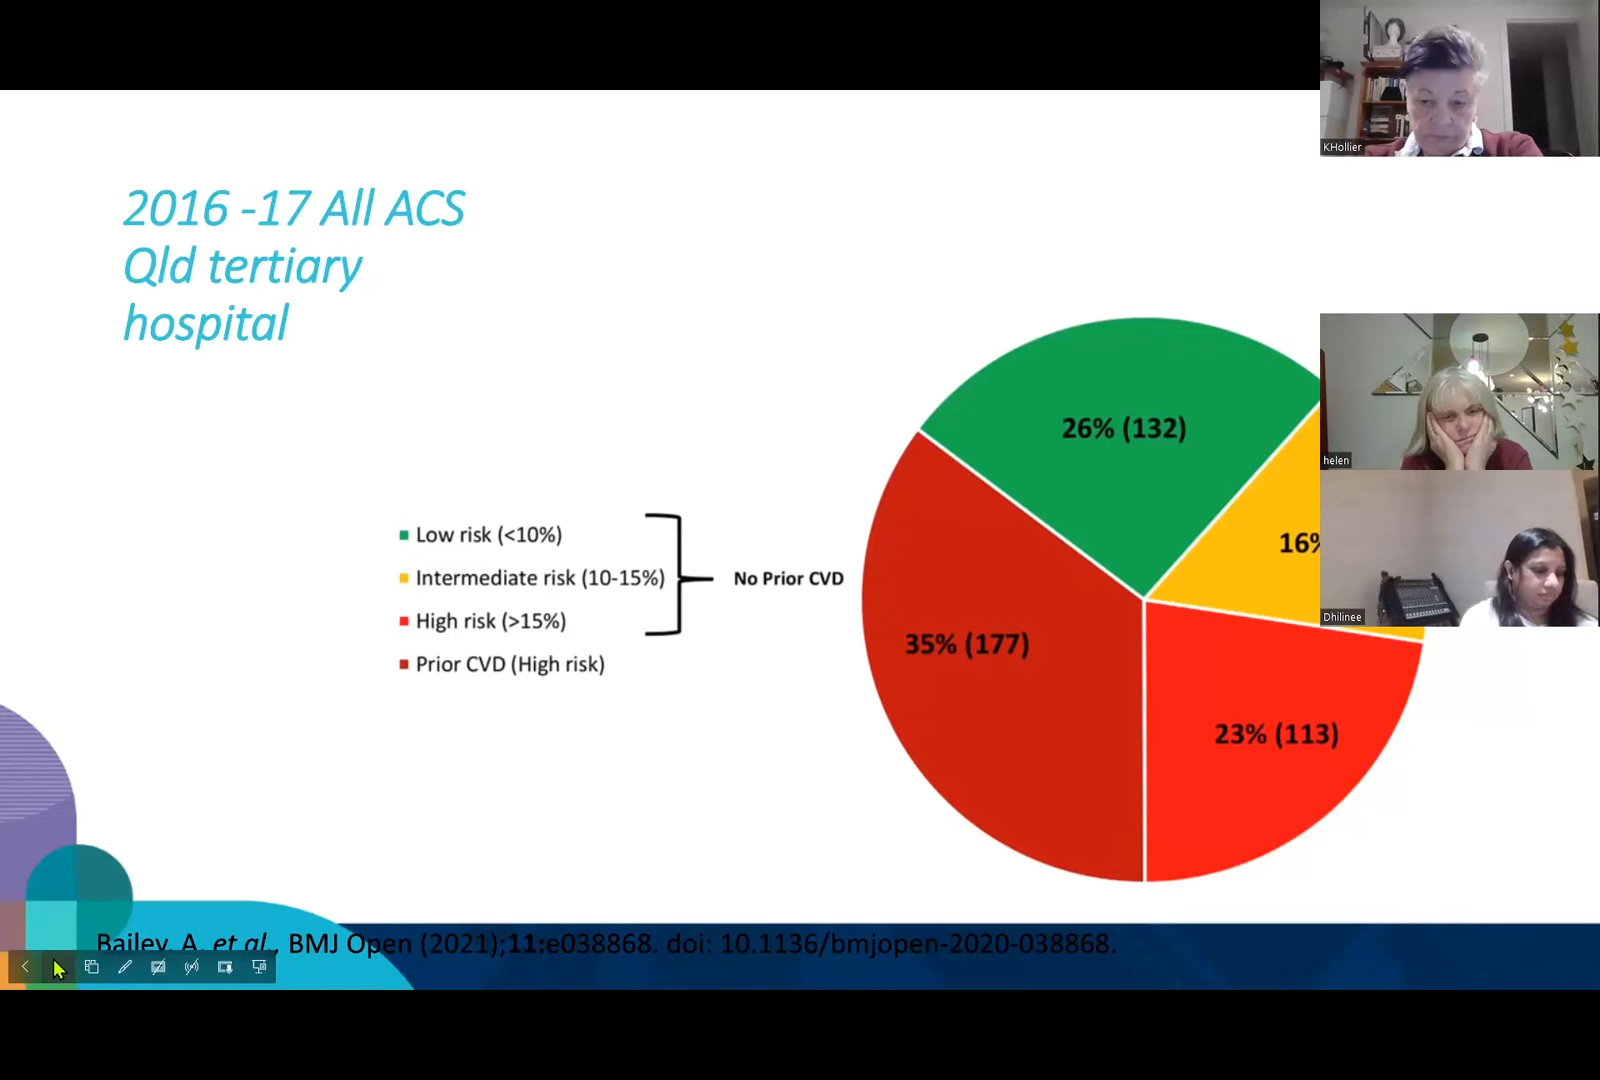 2016 -17 All ACS
Qld tertiary
hospital
Low risk (<10%)
Intermediate risk (10-15%)
High risk (>15%)
Prior CVD (High risk)
No Prior CVD
26% (132)
16%
35% (177)
23% (113)
Bailey, A. et al., BMJ Open (2021);11:e038868. doi: 10.1136/bmjopen-2020-038868.
KHollier
helen
Dhilinee